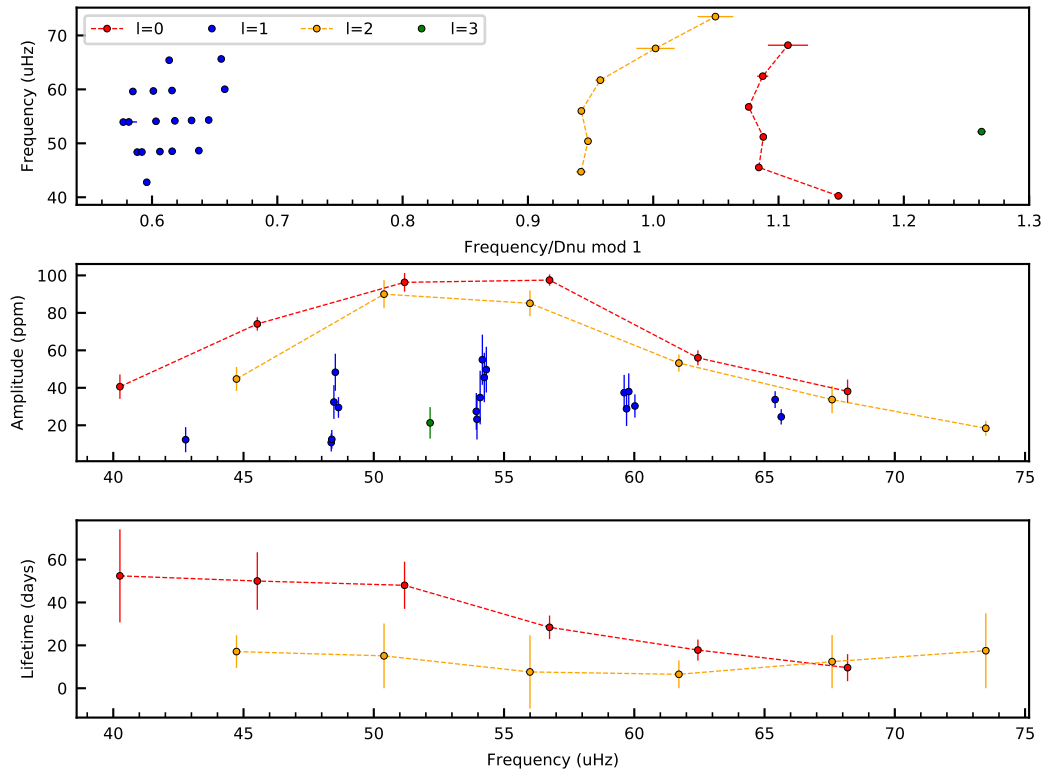 l=0 l=1 l=2 l=3
Frequency (uHz)
70
60
50
40
0.6 0.7 0.8 0.9 1.0 1.1 1.2 1.3
Frequency/Dnu mod 1
Amplitude (ppm)
100
80
60
40
20
40 45 50 55 60 65 70 75
Lifetime (days)
60
40
20
0
40 45 50 55 60 65 70 75
Frequency (uHz)